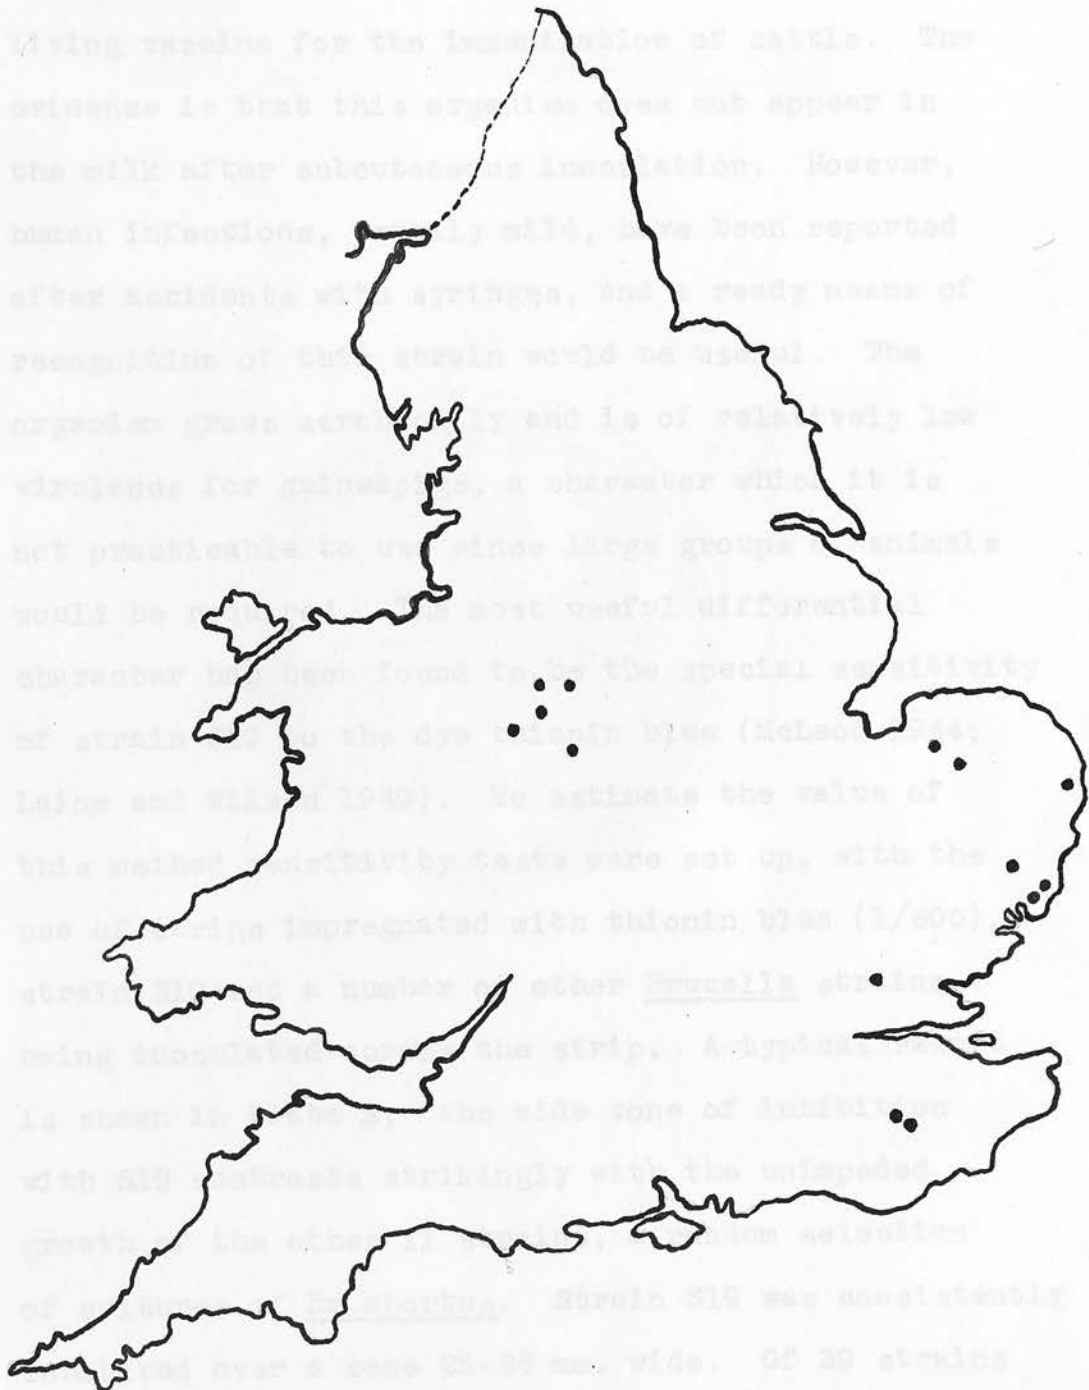 living vaccine for the immunization of cattle. The
evidence is that this organism does not appear in
the milk after subcutaneous inoculation. However,
human infections, usually mild, have been reported
after accidents with syringes, and a ready means of
recognition of this strain would be useful. The
organism grows aerobically and is of relatively low
virulence for guineapigs, a character which it is
not practicable to use since large groups of animals
would be required. The most useful differential
character has been found to be the special sensitivity
of strain S19 to the dye thionin blue (McLeod 1944;
and Wilson 1949). To estimate the value of
this method sensitivity tests were set up, with the
use of strips impregnated with thionin blue (1/800),
strain S19 and a number of other Brucella strains
being inoculated across the strip. A typical result
is shown in the wide zone of inhibition
with S19 contrasts strikingly with the unimpeded
growth of the other 11 strains, a random selection
of cultures of Br. abortus. Strain S19 was consistently
inhibited over a zone 25-28 mm. wide. Of 39 strains